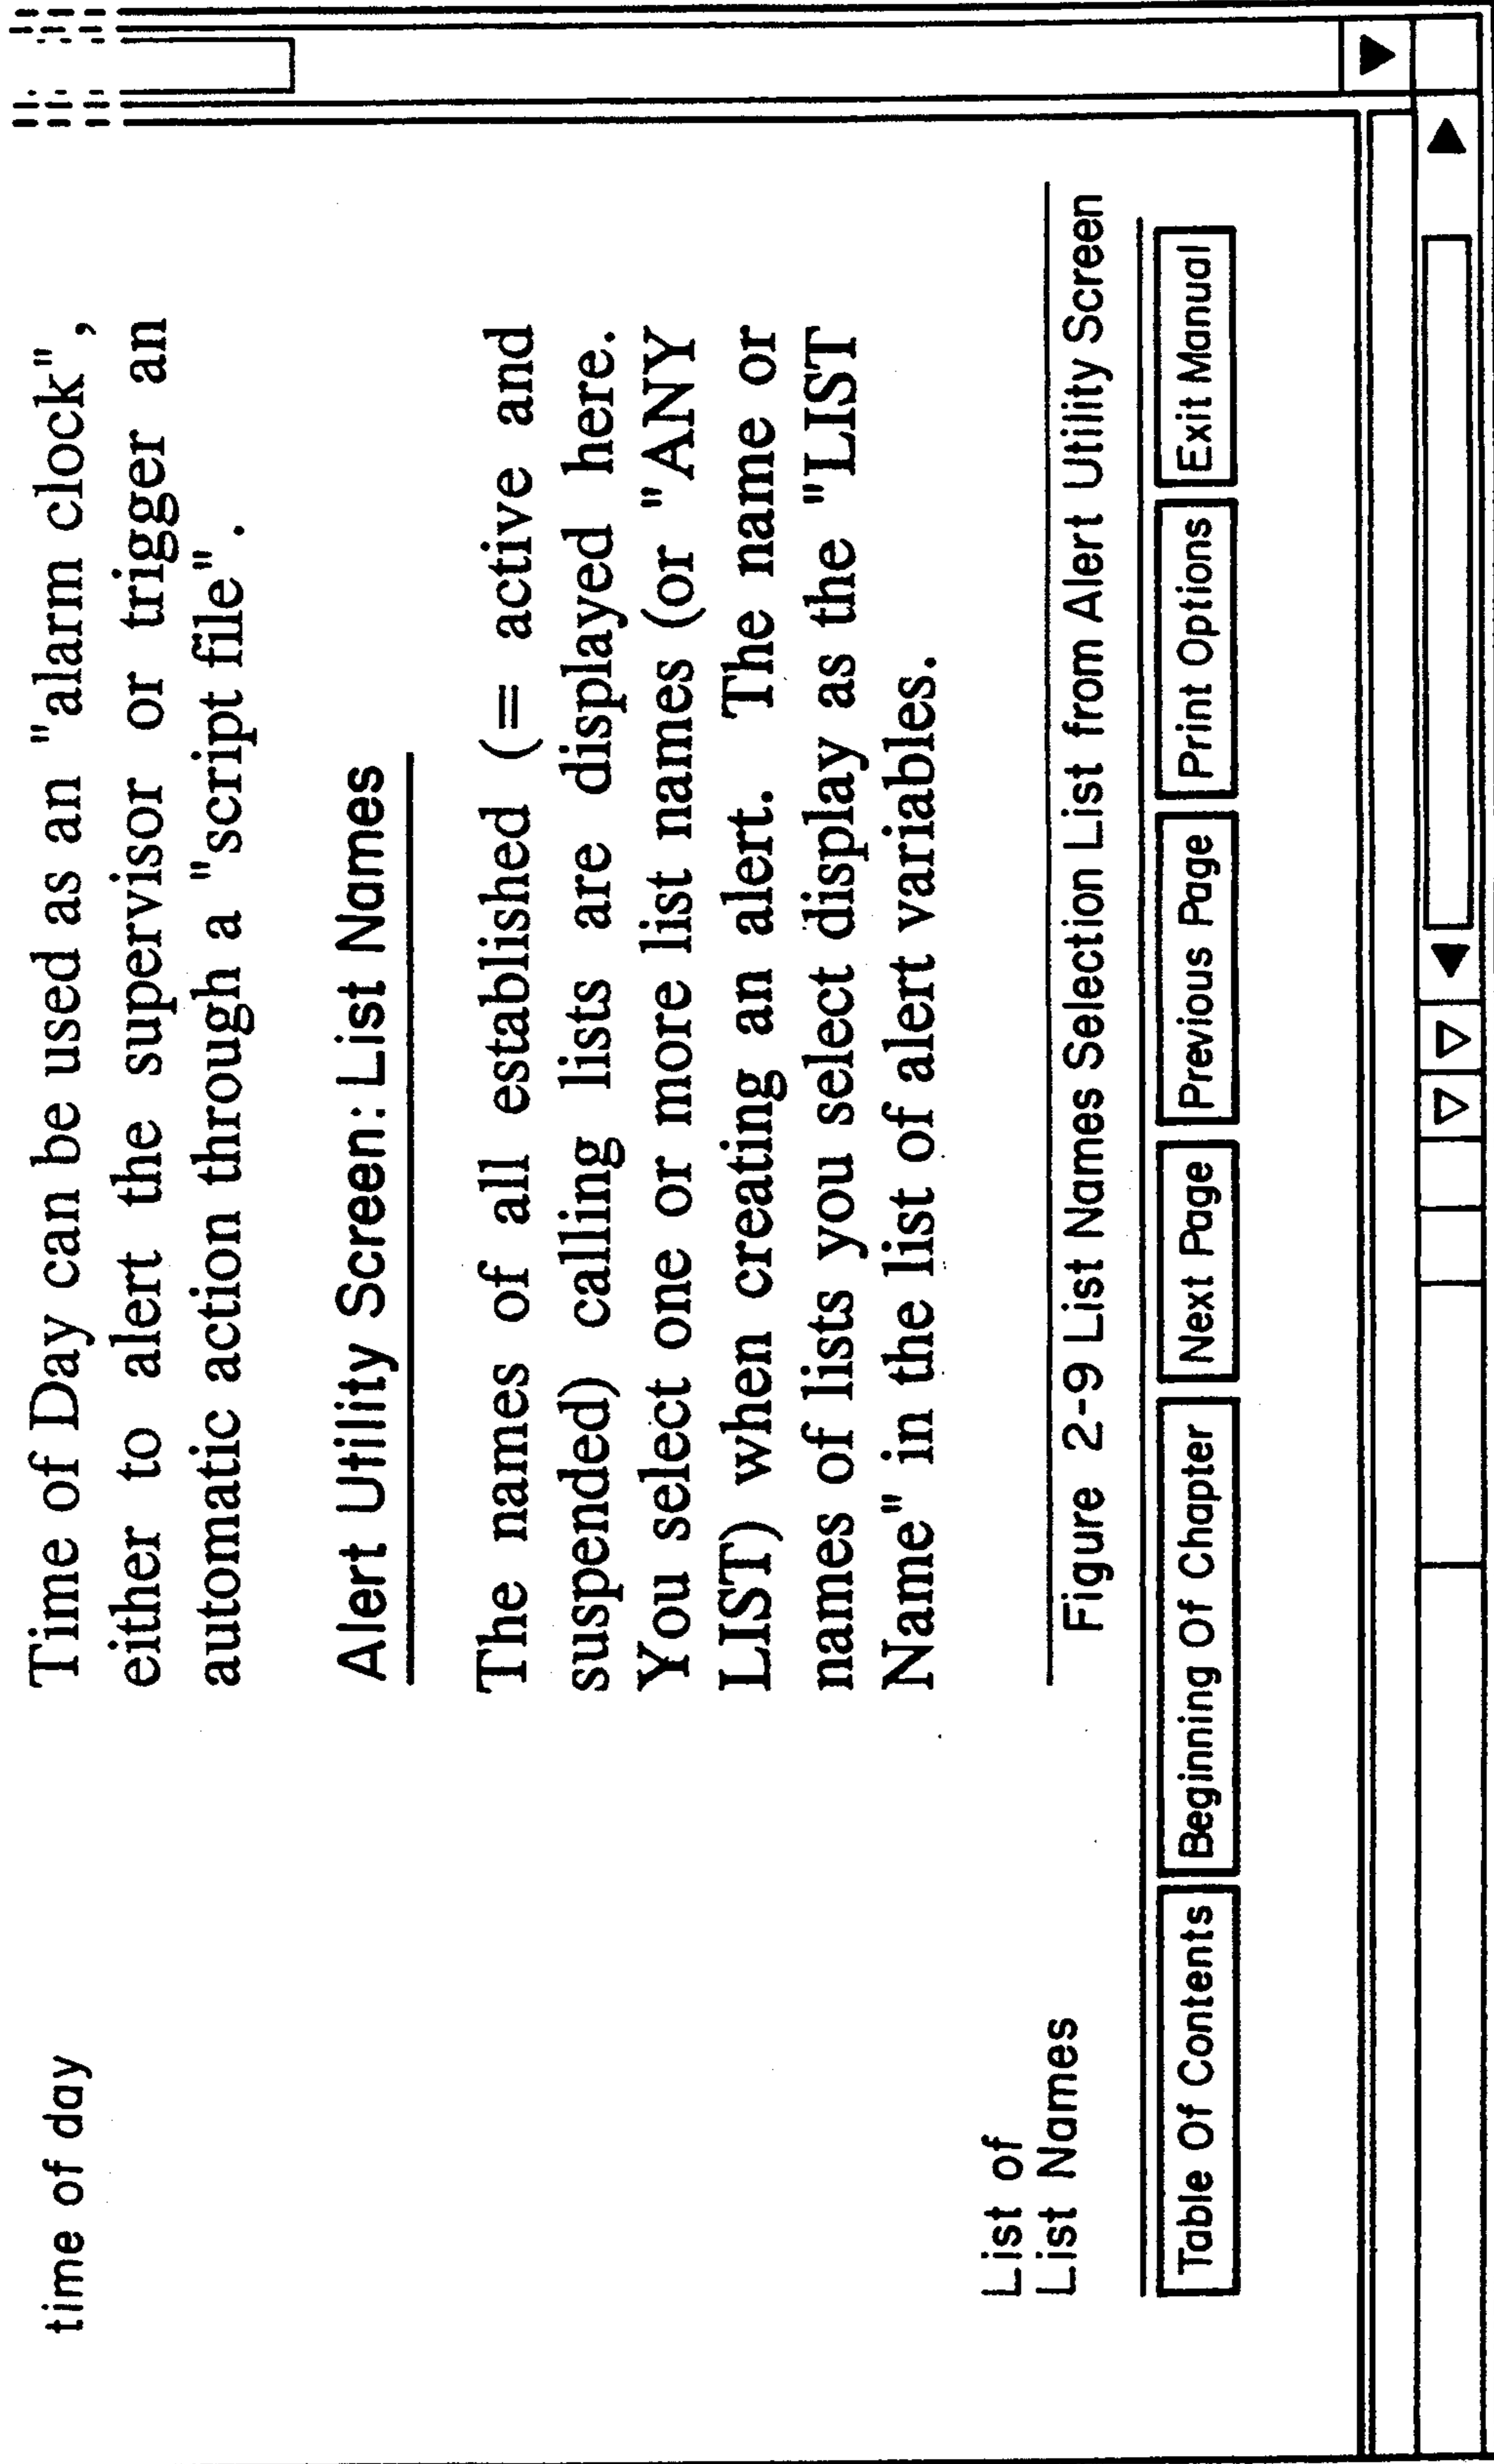 time of day
Time of Day can be used as an "alarm clock",
either to alert the supervisor or trigger an
automatic action through a "script file".
Alert Utility Screen: List Names
The names of all established (= active and
suspended) calling lists are displayed here.
You select one or more list names (or "ANY
LIST) when creating an alert. The name or
names of lists you select display as the "LIST
Name" in the list of alert variables.
List of
List Names
Figure 2-9 List Names Selection List from Alert Utility Screen
Table Of Contents
Beginning Of Chapter
Next Page
Previous Page
Print Options
Exit Manual